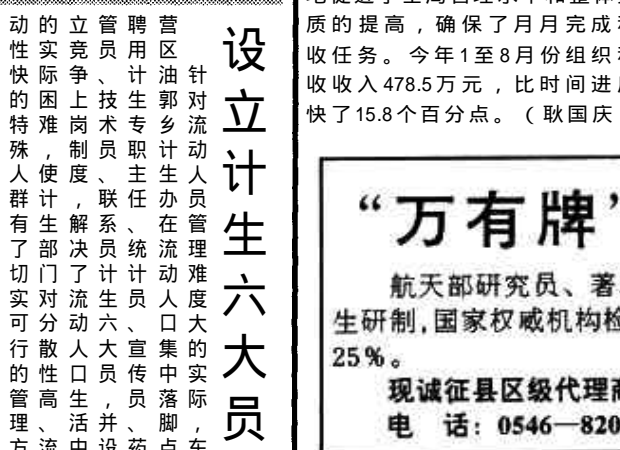 设立计生六大员
针对流动人员管理难度大的实际，东
营区油郭乡计生办在流动人口集中落脚点
聘用计生专职主任、统计员、宣传员、药
管员、技术员、联系员计生六大员，并设
立竞争上岗制度，解决了流动人口生活中
的实际困难，使计生部门对分散性高、流
动性快的特殊人群有了切实可行的管理方
质的提高，确保了月月完成
收任务。今年1至8月份组织
收收入478.5万元，比时间进
快了15.8个百分点。（耿国庆
“万有牌”
航天部研究员、著
生研制，国家权威机构检
25％。
现诚征县区级代理商
电 话：0546—820